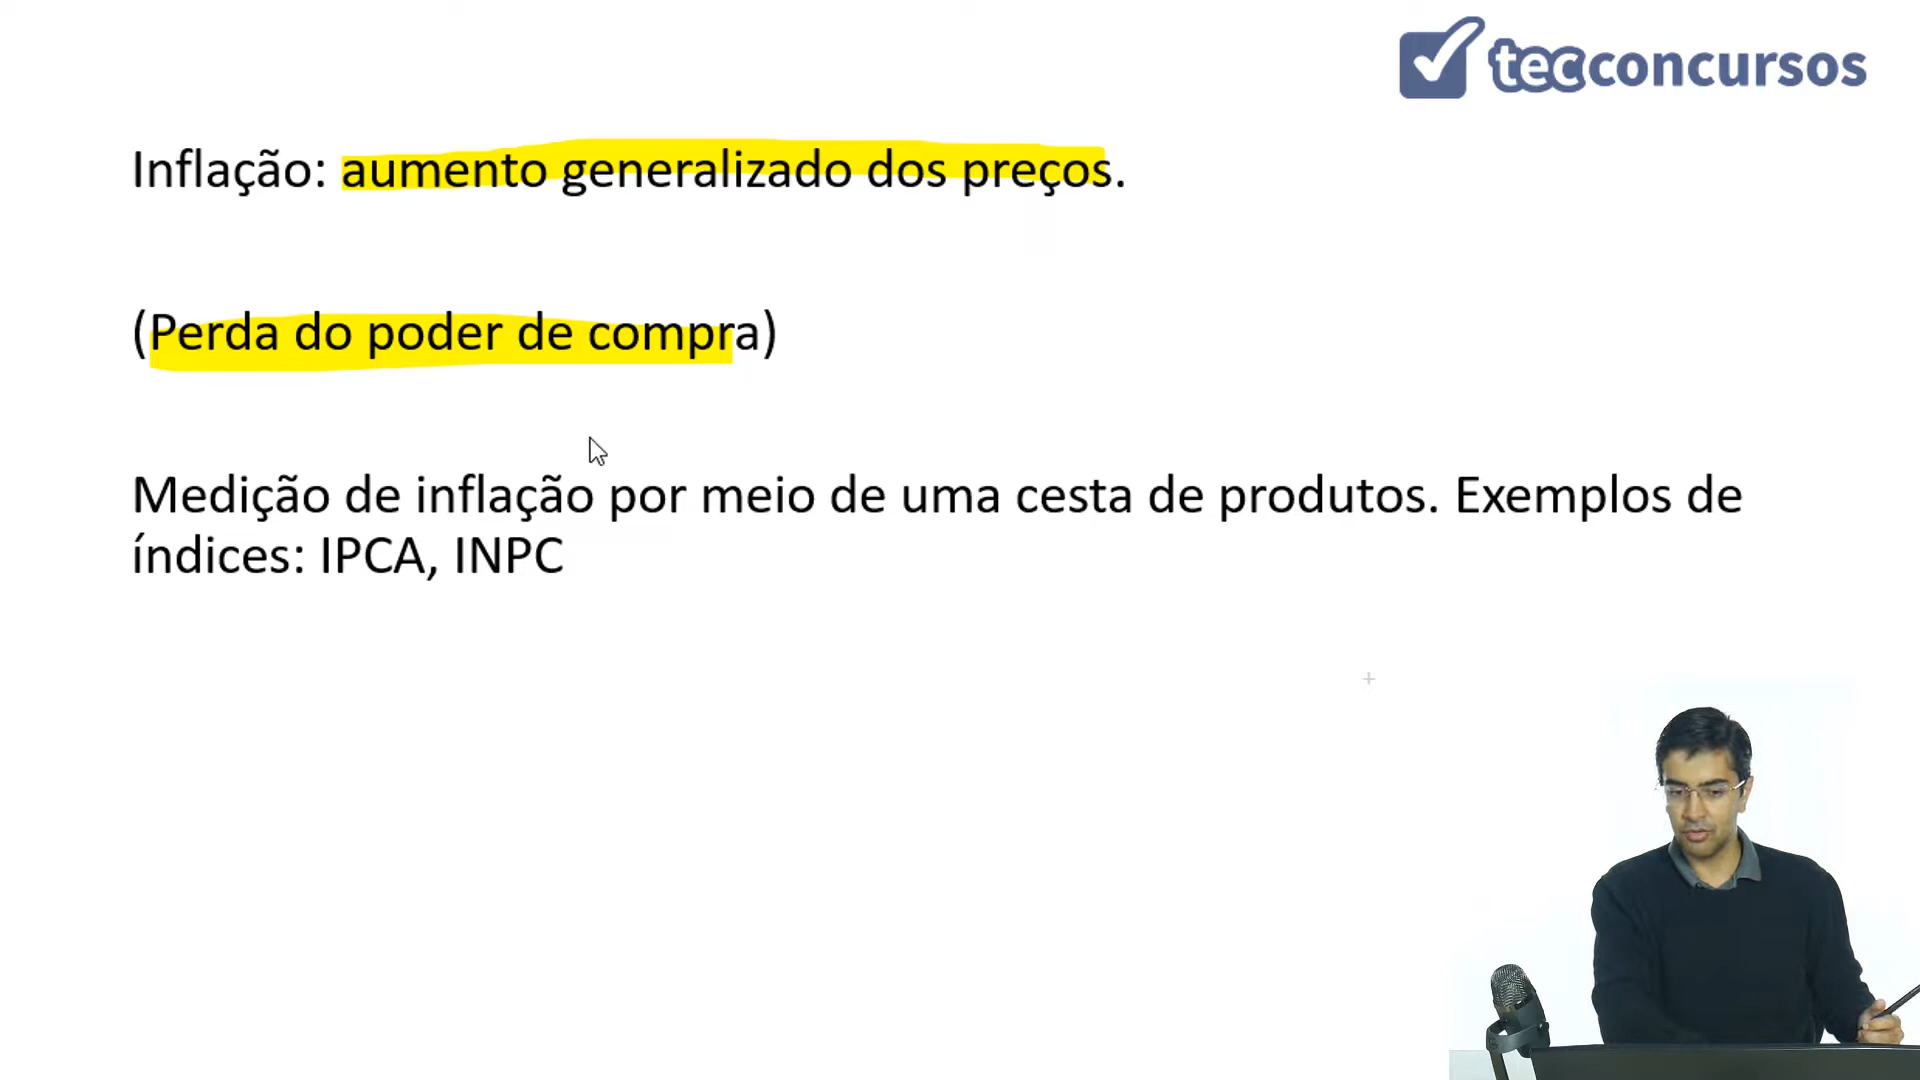 tecconcursos
Inflação: aumento generalizado dos preços.
(Perda do poder de compra)
Medição de inflação por meio de uma cesta de produtos. Exemplos de
índices: IPCA, INPC